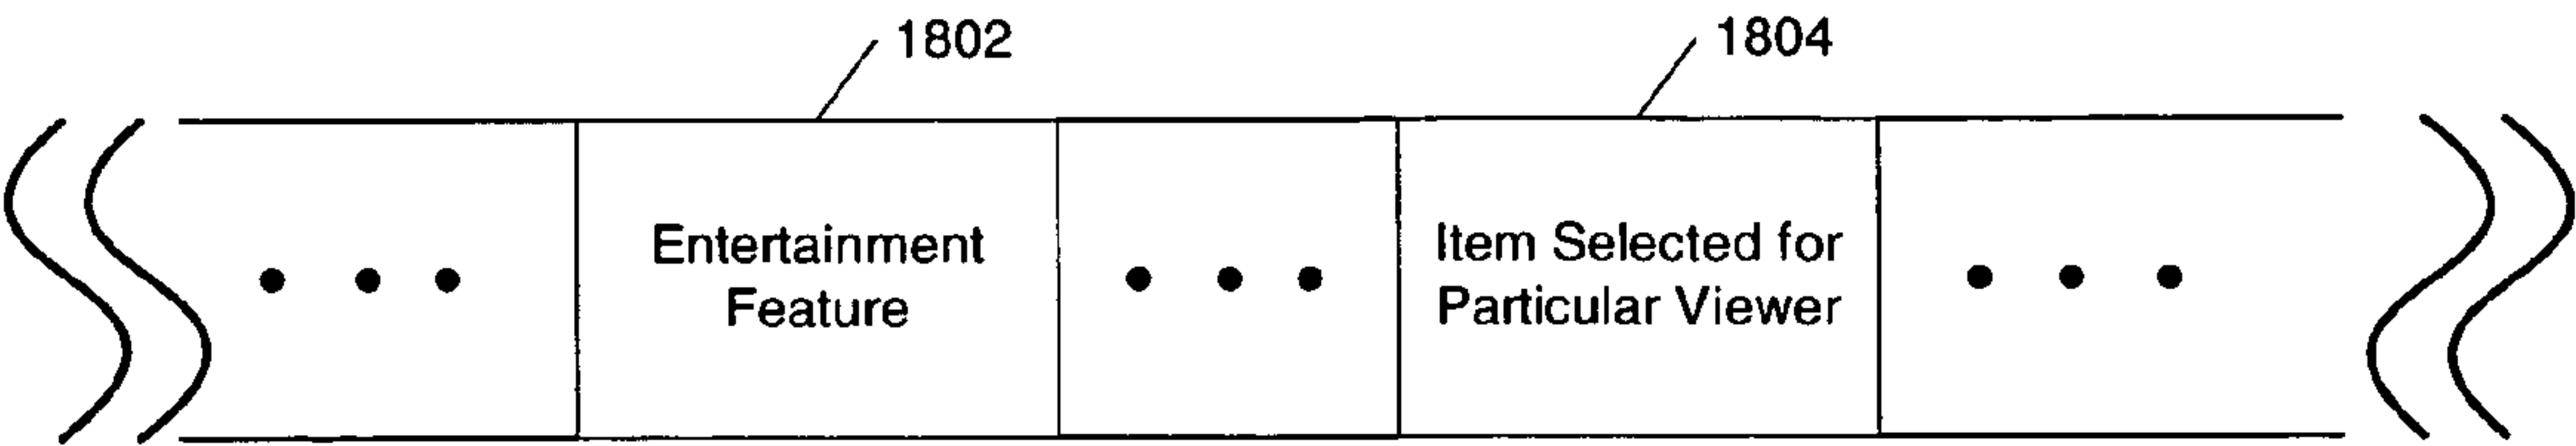 1802
1804
Entertainment
Feature
Item Selected for
Particular Viewer